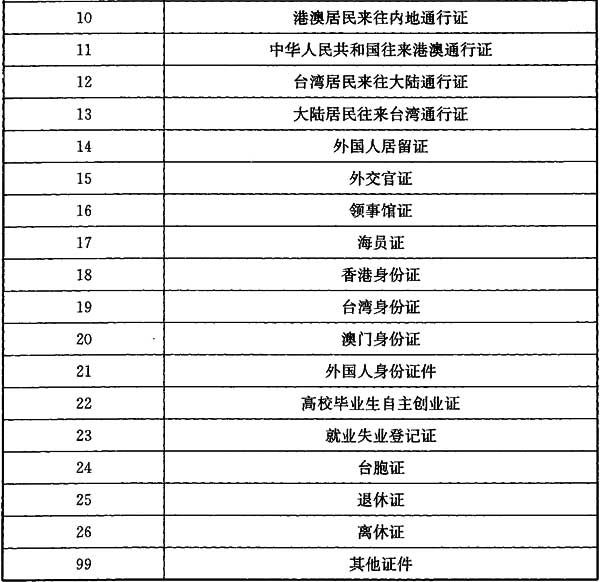 10 港澳居民来往内地通行证
11 中华人民共和国往来港澳通行证
12 台湾居民来往大陆通行证
13 大陆居民往来台湾通行证
14 外国人居留证
15 外交官证
16 领事馆证
17 海员证
18 香港身份证
19 台湾身份证
20 澳门身份证
21 外国人身份证件
22 高校毕业生自主创业证
23 就业失业登记证
24 台胞证
25 退休证
26 离休证
99 其他证件